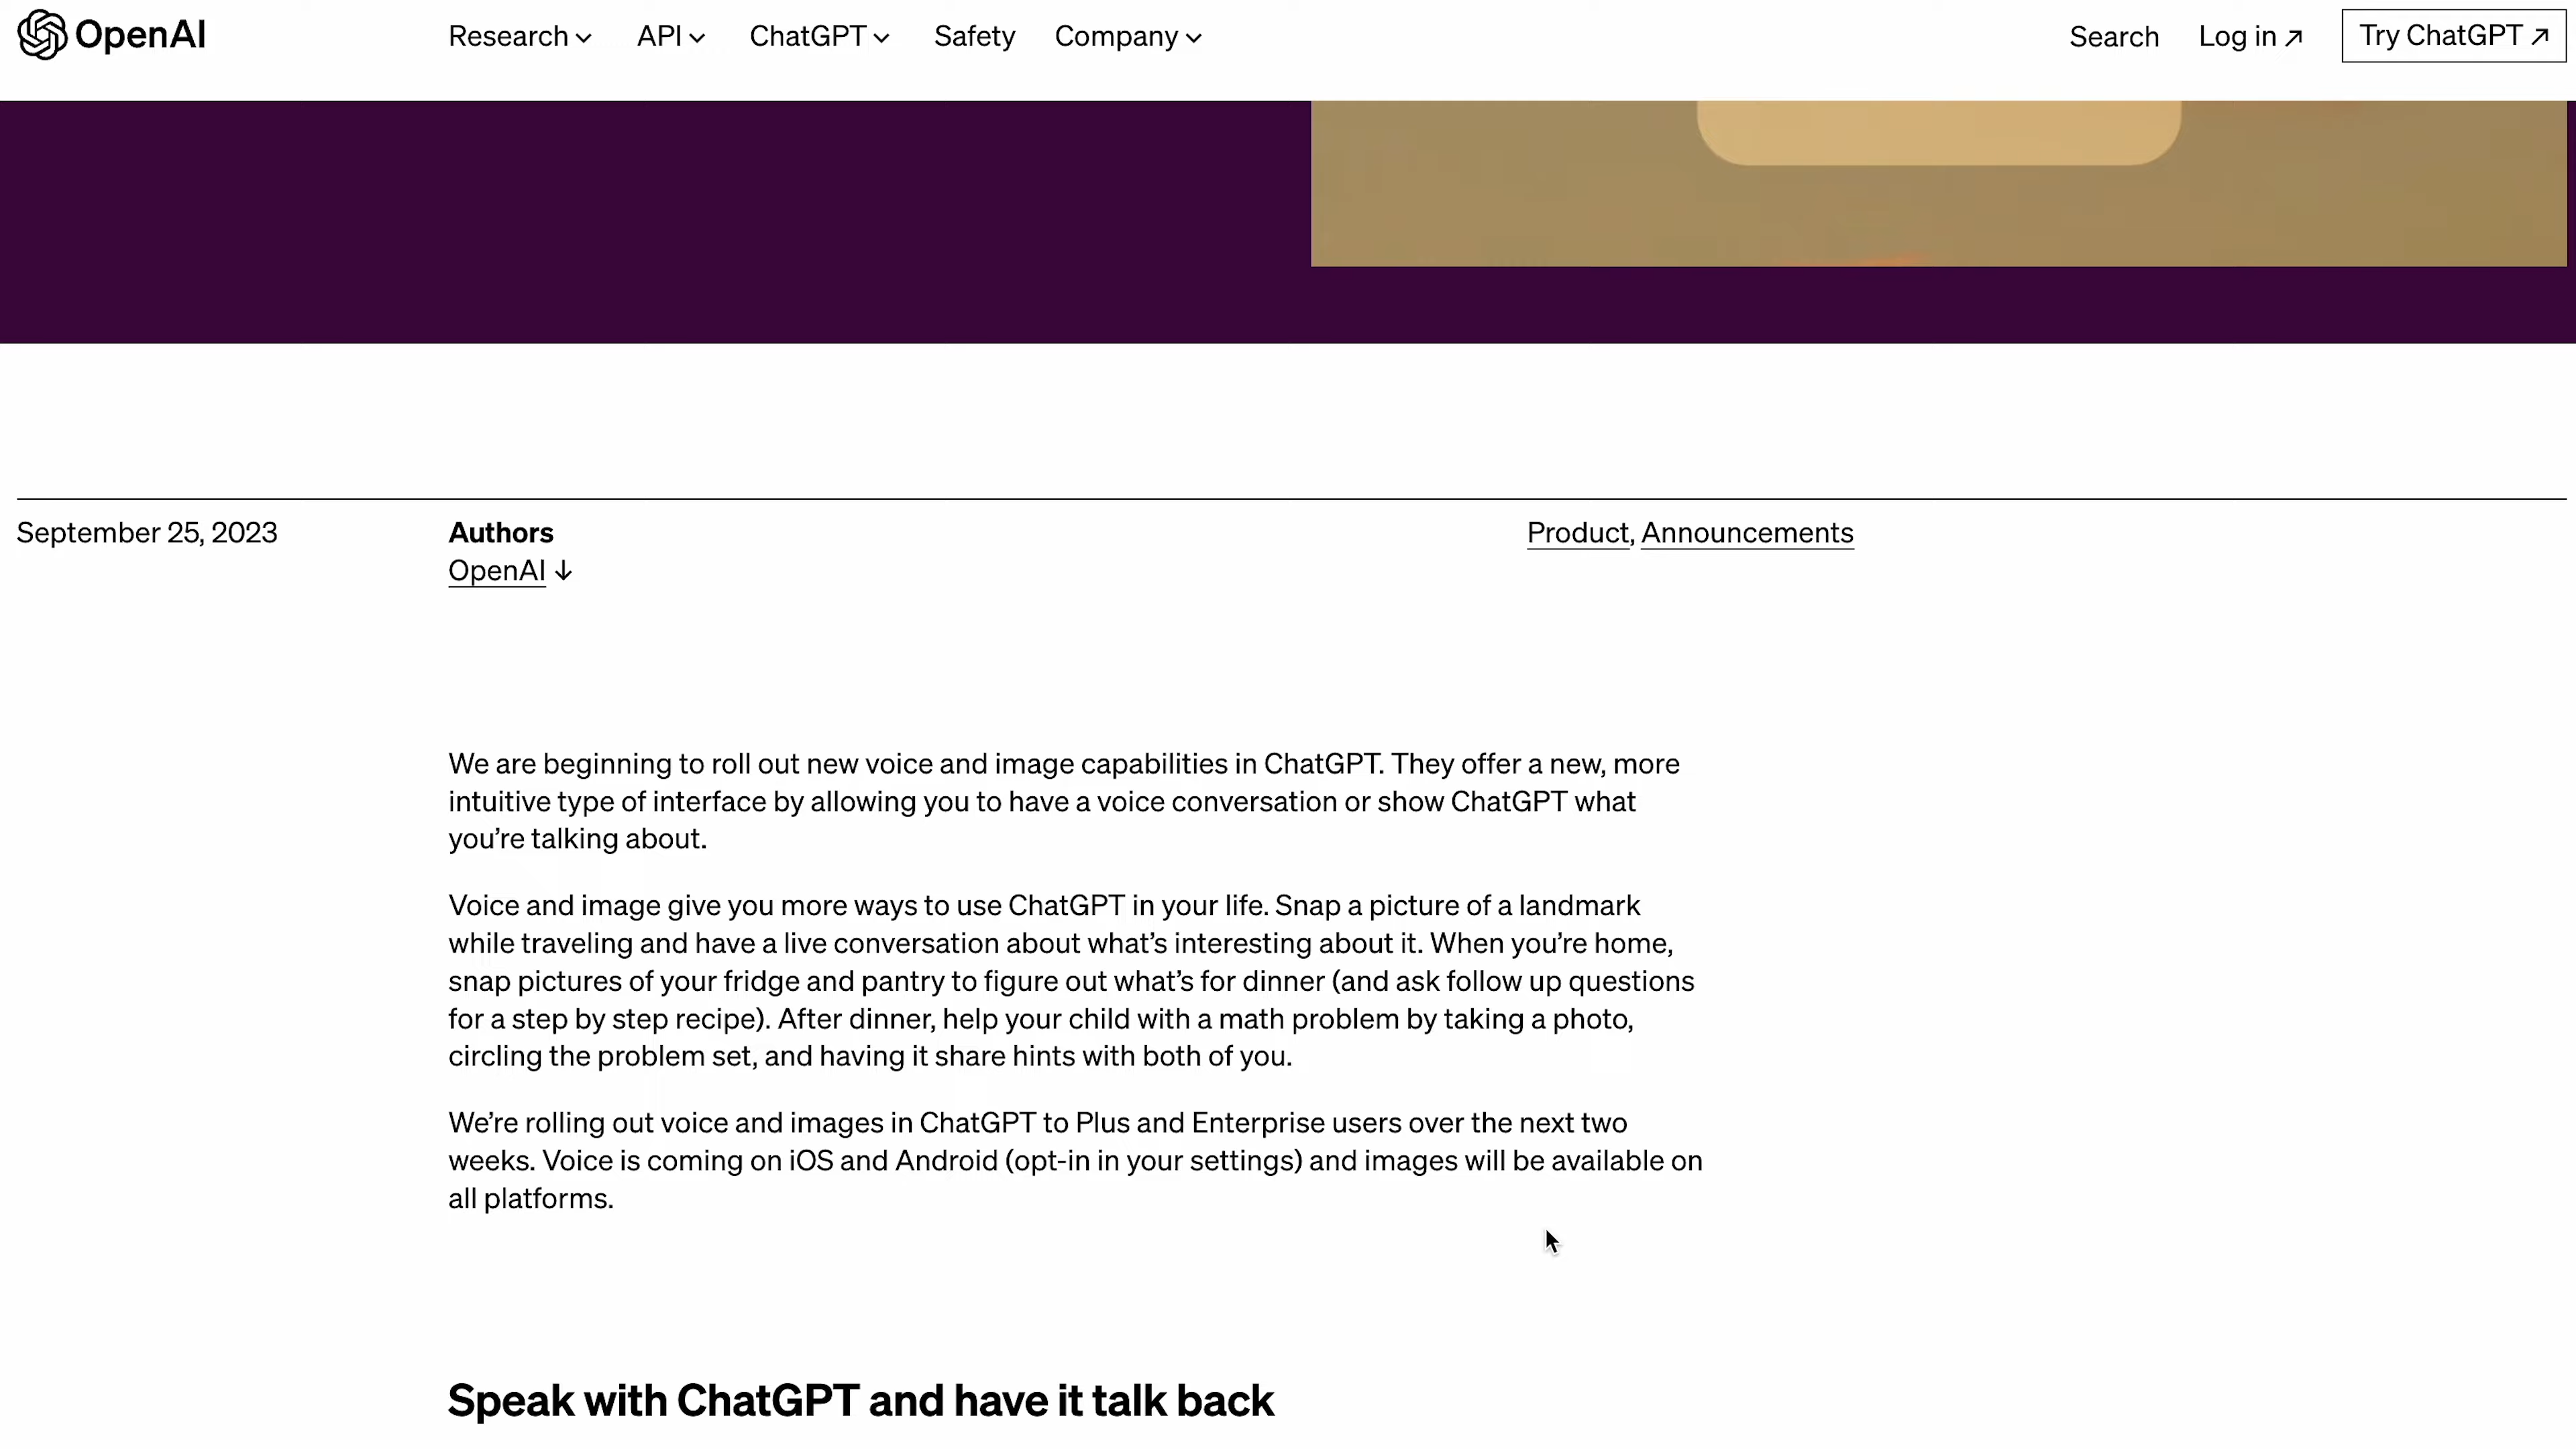 OpenAI
Research API ChatGPT Safety Company Search Log in Try ChatGPT
September 25, 2023
Authors
OpenAI
Product, Announcements
We are beginning to roll out new voice and image capabilities in ChatGPT. They offer a new, more
intuitive type of interface by allowing you to have a voice conversation or show ChatGPT what
you’re talking about.
Voice and image give you more ways to use ChatGPT in your life. Snap a picture of a landmark
while traveling and have a live conversation about what’s interesting about it. When you’re home,
snap pictures of your fridge and pantry to figure out what’s for dinner (and ask follow up questions
for a step by step recipe). After dinner, help your child with a math problem by taking a photo,
circling the problem set, and having it share hints with both of you.
We’re rolling out voice and images in ChatGPT to Plus and Enterprise users over the next two
weeks. Voice is coming on iOS and Android (opt-in in your settings) and images will be available on
all platforms.
Speak with ChatGPT and have it talk back